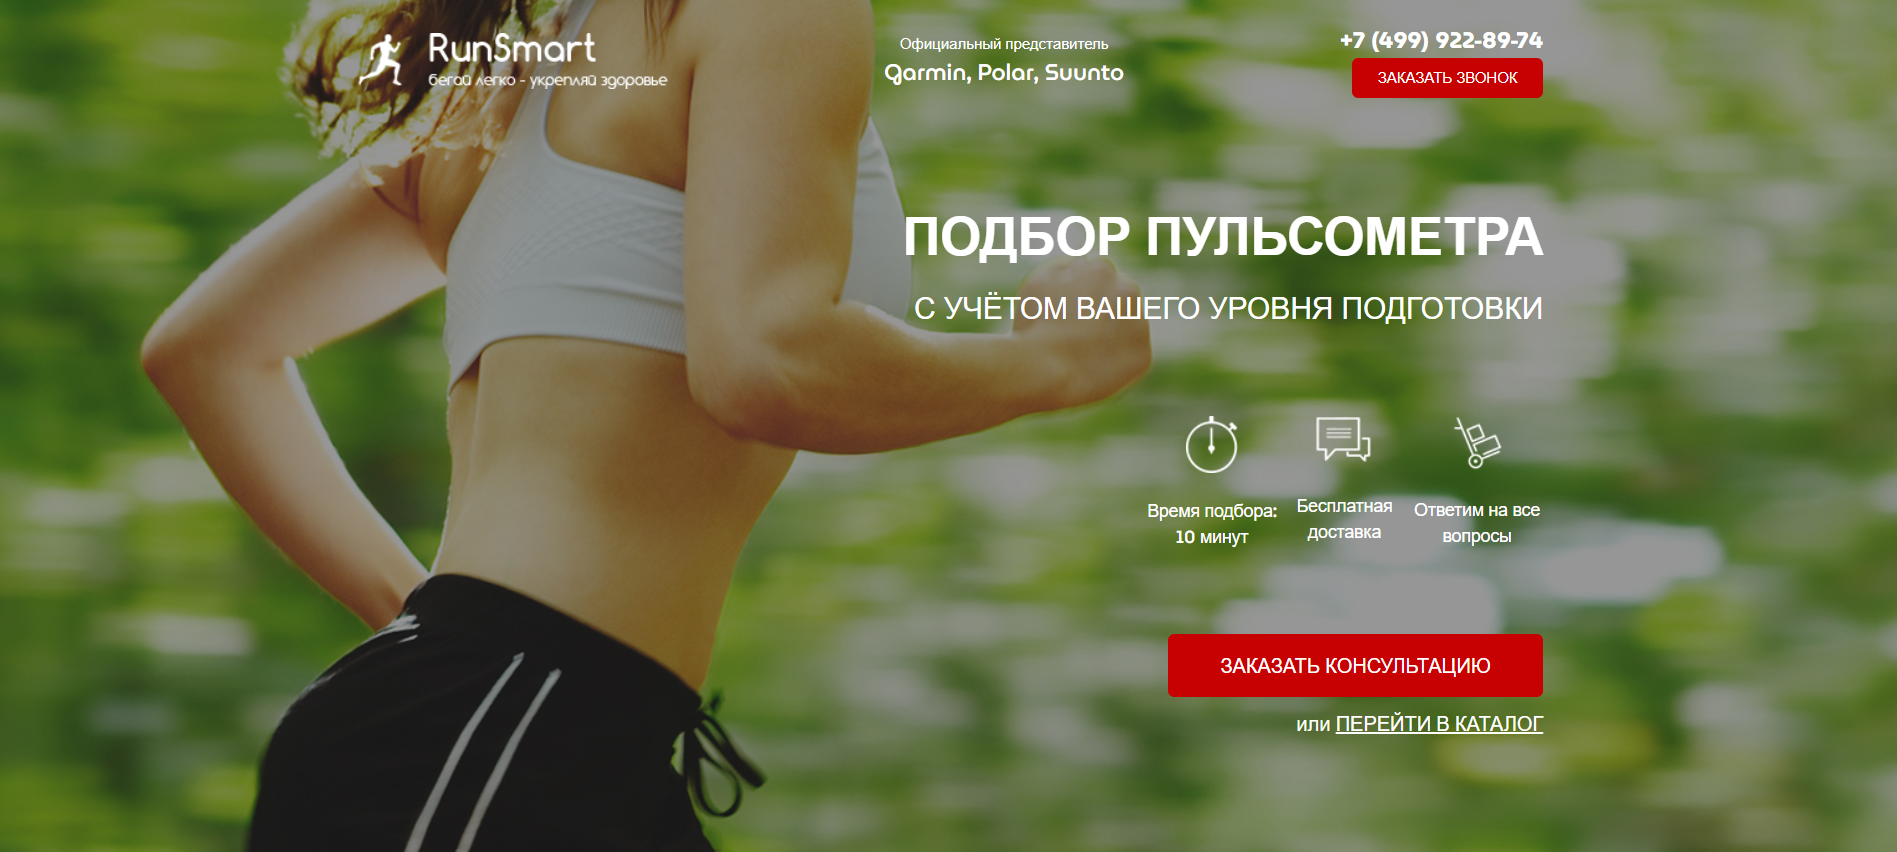 RunSmart
бегай легко - укрепляй здоровье
Официальный представитель
Garmin, Polar, Suunto
+7 (499) 922-89-74
ЗАКАЗАТЬ ЗВОНОК
ПОДБОР ПУЛЬСОМЕТРА
С УЧЁТОМ ВАШЕГО УРОВНЯ ПОДГОТОВКИ
Время подбора:
10 минут
Бесплатная
доставка
Ответим на все
вопросы
ЗАКАЗАТЬ КОНСУЛЬТАЦИЮ
или ПЕРЕЙТИ В КАТАЛОГ